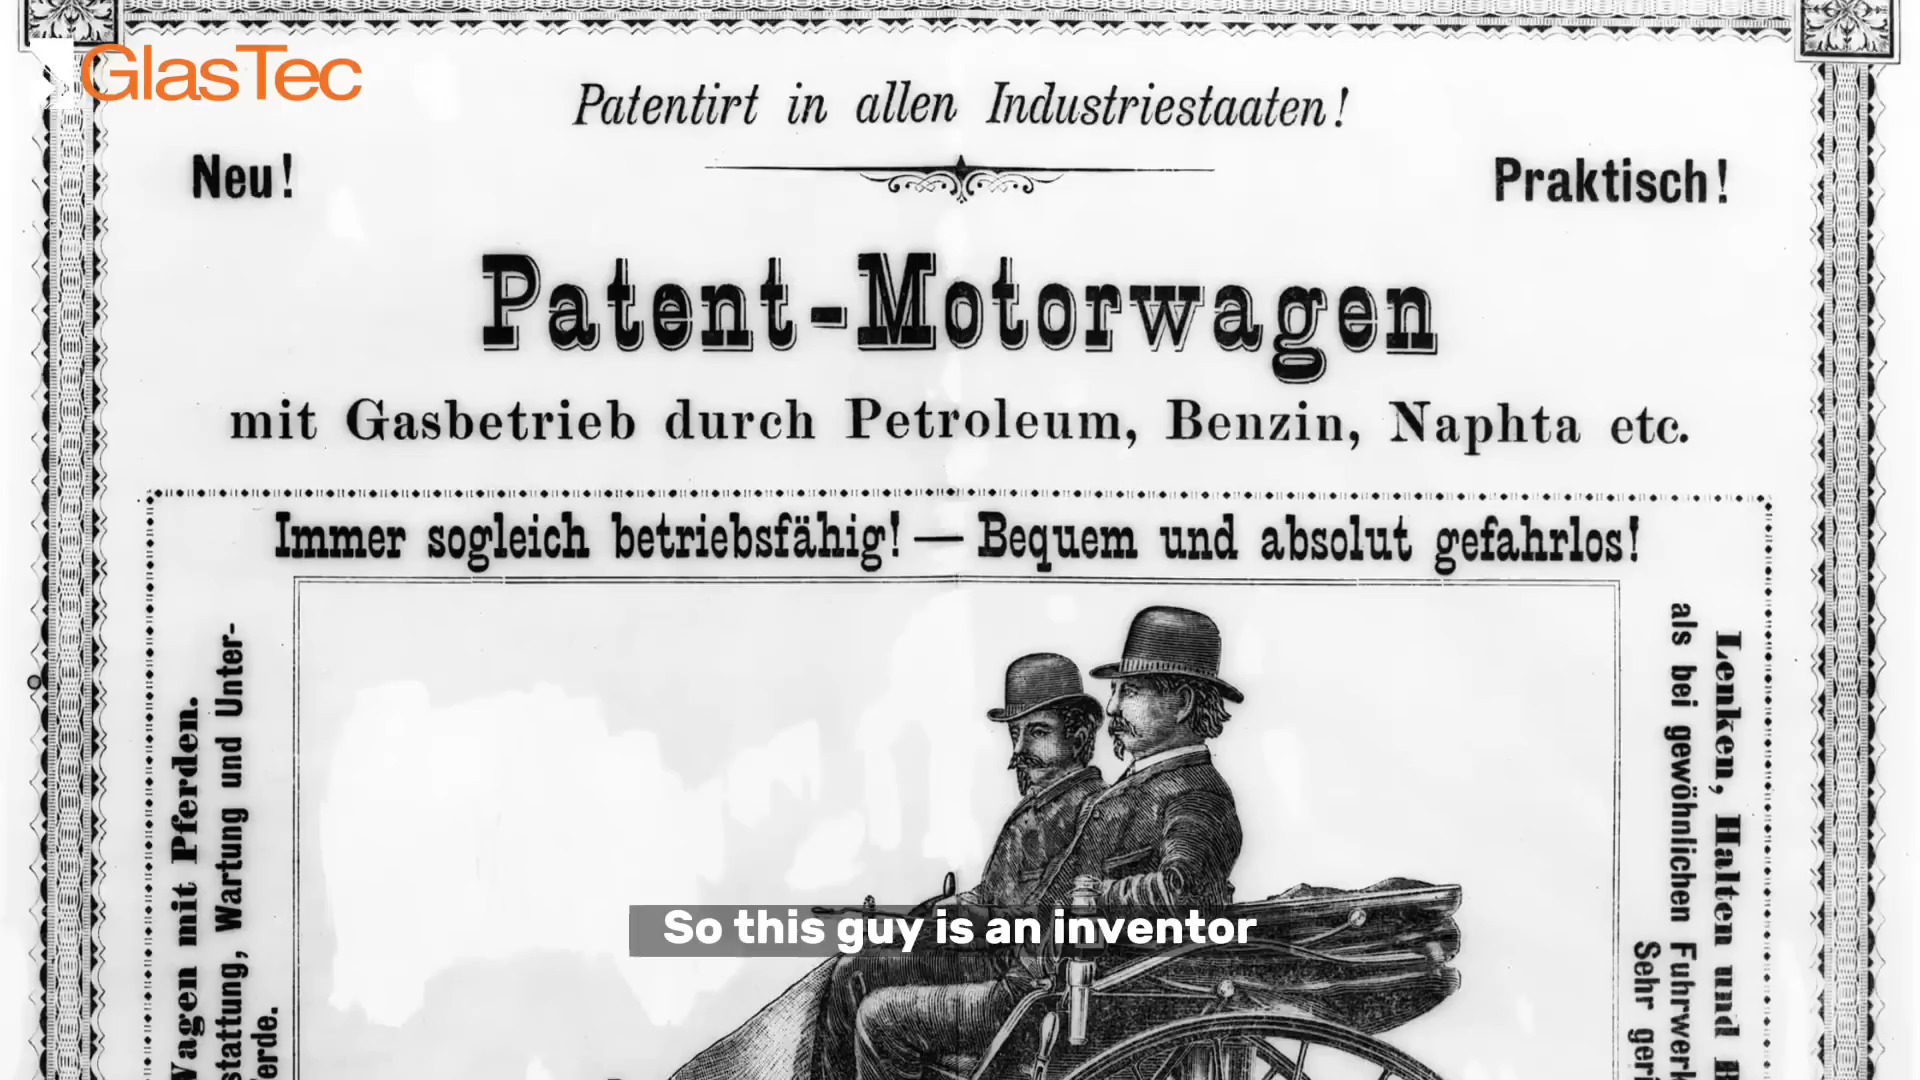 GlasTec
Patentirt in allen Industriestaaten!
Neu!
Praktisch!
Patent-Motorwagen
mit Gasbetrieb durch Petroleum, Benzin, Naphta etc.
Immer sogleich betriebsfähig! — Bequem und absolut gefahrlos!
Wagen mit Pferden.
Wartung und Unter-
Lenken, Halten und
als bei gewöhnlichen
Sehr
So this guy is an inventor